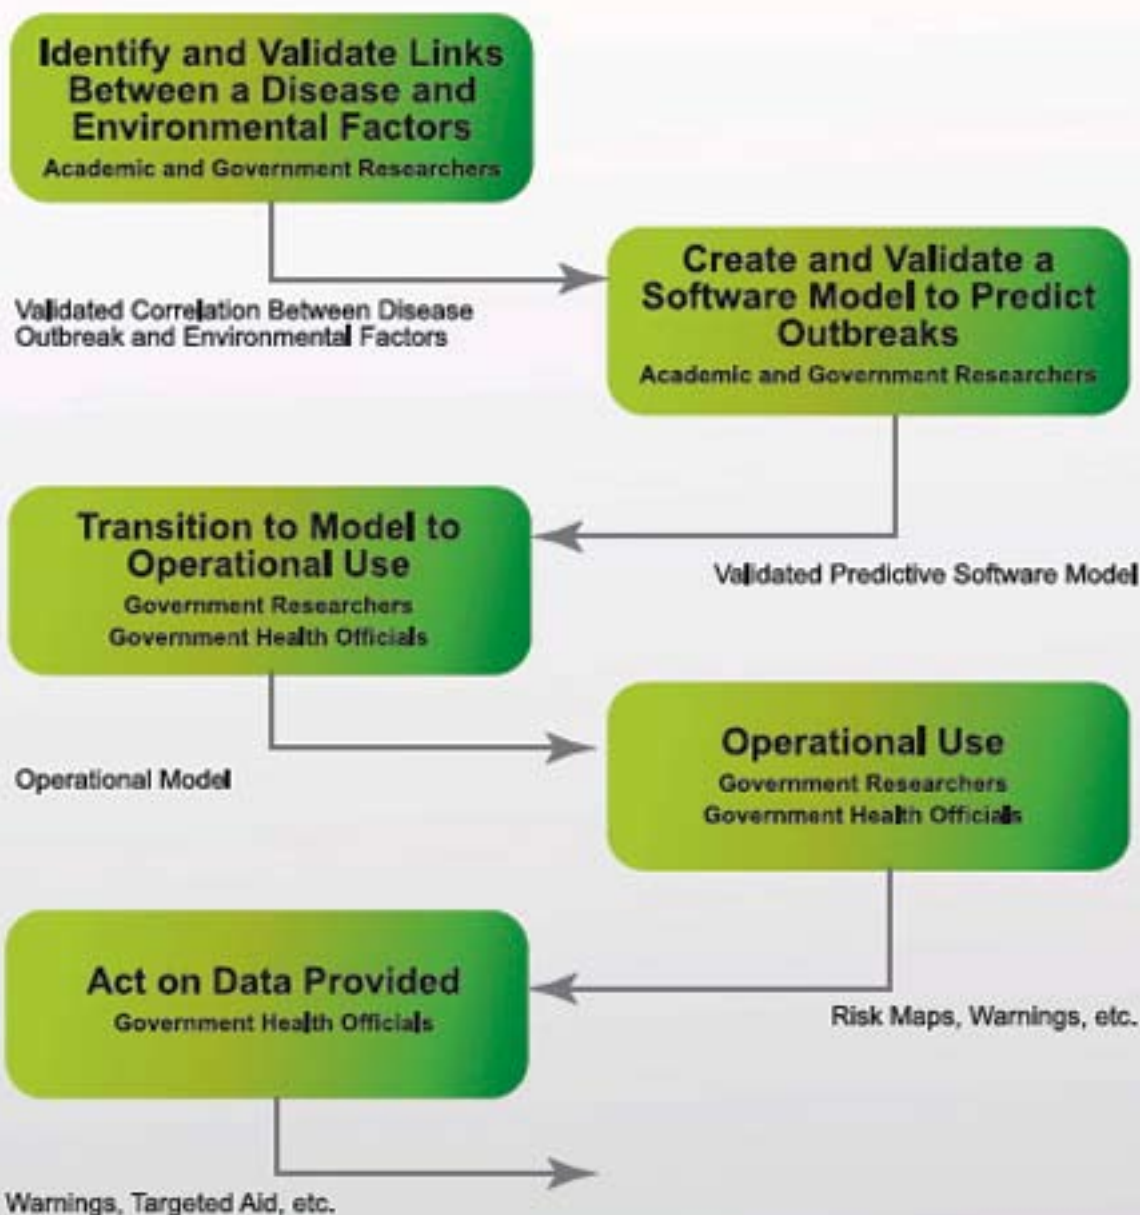 Identify and Validate Links
Between a Disease and
Environmental Factors
Academic and Government Researchers
Validated Correlation Between Disease
Outbreak and Environmental Factors
Create and Validate a
Software Model to Predict
Outbreaks
Academic and Government Researchers
Validated Predictive Software Model
Transition to Model to
Operational Use
Government Researchers
Government Health Officials
Operational Model
Operational Use
Government Researchers
Government Health Officials
Risk Maps, Warnings, etc.
Act on Data Provided
Government Health Officials
Warnings, Targeted Aid, etc.